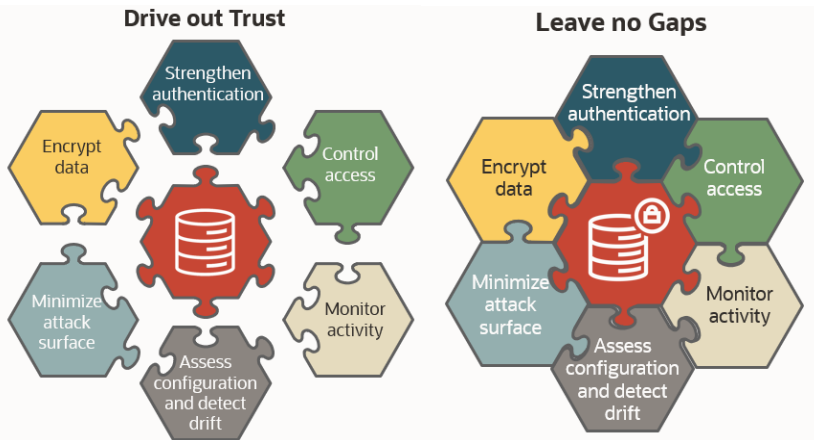 Drive out Trust
Strengthen
authentication
Encrypt
data
Control
access
Minimize
attack
surface
Monitor
activity
Assess
configuration
and detect
drift
Leave no Gaps
Strengthen
authentication
Encrypt
data
Control
access
Minimize
attack
surface
Monitor
activity
Assess
configuration
and detect
drift